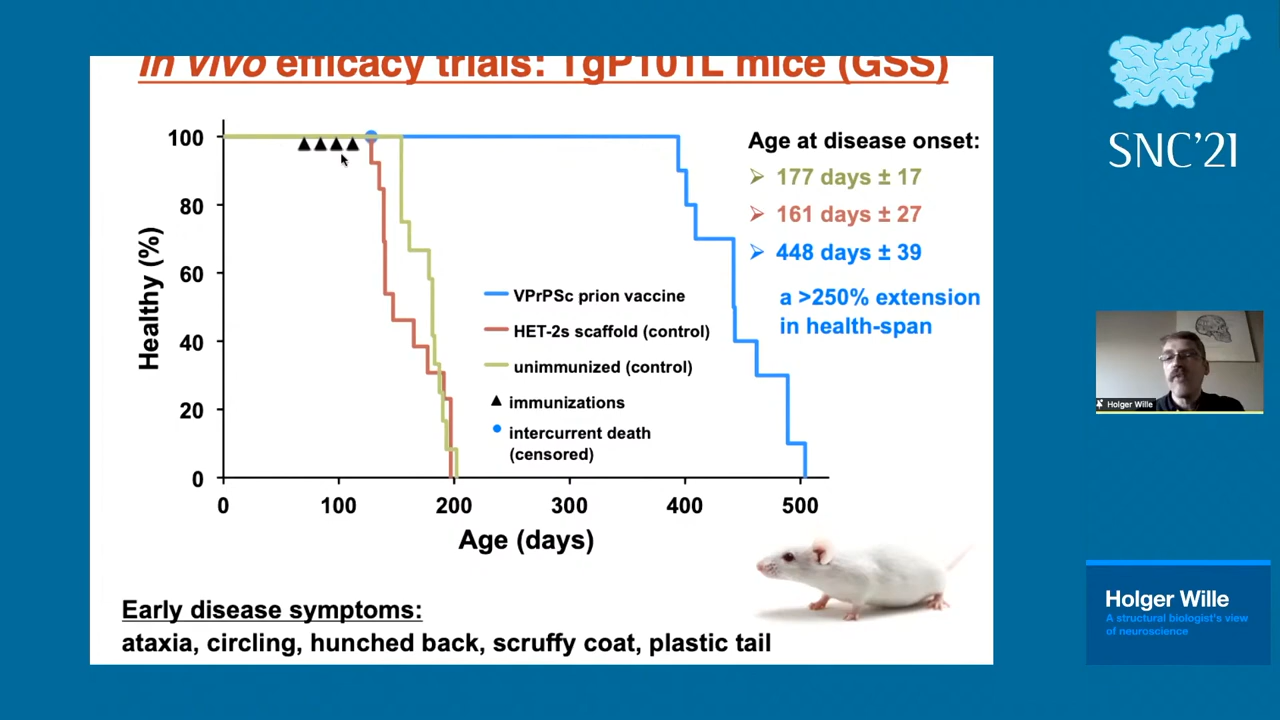 In vivo efficacy trials: TgP101L mice (GSS)
SNC'21
100
80
60
40
20
0
Healthy (%)
0 100 200 300 400 500
Age (days)
VPrPSc prion vaccine
HET-2s scaffold (control)
unimmunized (control)
immunizations
intercurrent death
(censored)
Age at disease onset:
177 days ± 17
161 days ± 27
448 days ± 39
a >250% extension
in health-span
Early disease symptoms:
ataxia, circling, hunched back, scruffy coat, plastic tail
Holger Wille
Holger Wille
A structural biologist's view
of neuroscience